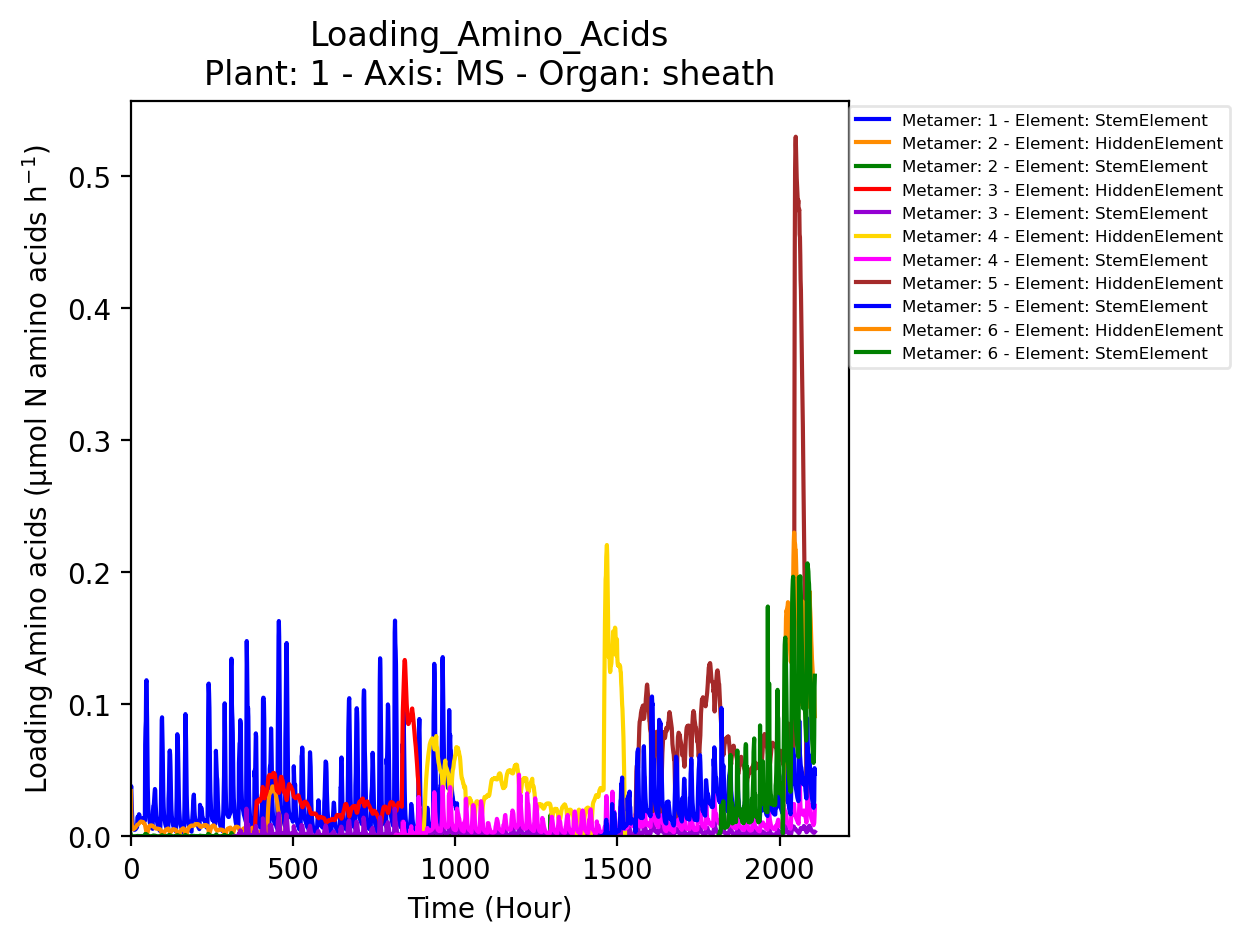 Loading_Amino_Acids
Plant: 1 - Axis: MS - Organ: sheath
Loading Amino acids (µmol N amino acids h⁻¹)
0.5
0.4
0.3
0.2
0.1
0.0
0
500
1000
1500
2000
Time (Hour)
Metamer: 1 - Element: StemElement
Metamer: 2 - Element: HiddenElement
Metamer: 2 - Element: StemElement
Metamer: 3 - Element: HiddenElement
Metamer: 3 - Element: StemElement
Metamer: 4 - Element: HiddenElement
Metamer: 4 - Element: StemElement
Metamer: 5 - Element: HiddenElement
Metamer: 5 - Element: StemElement
Metamer: 6 - Element: HiddenElement
Metamer: 6 - Element: StemElement